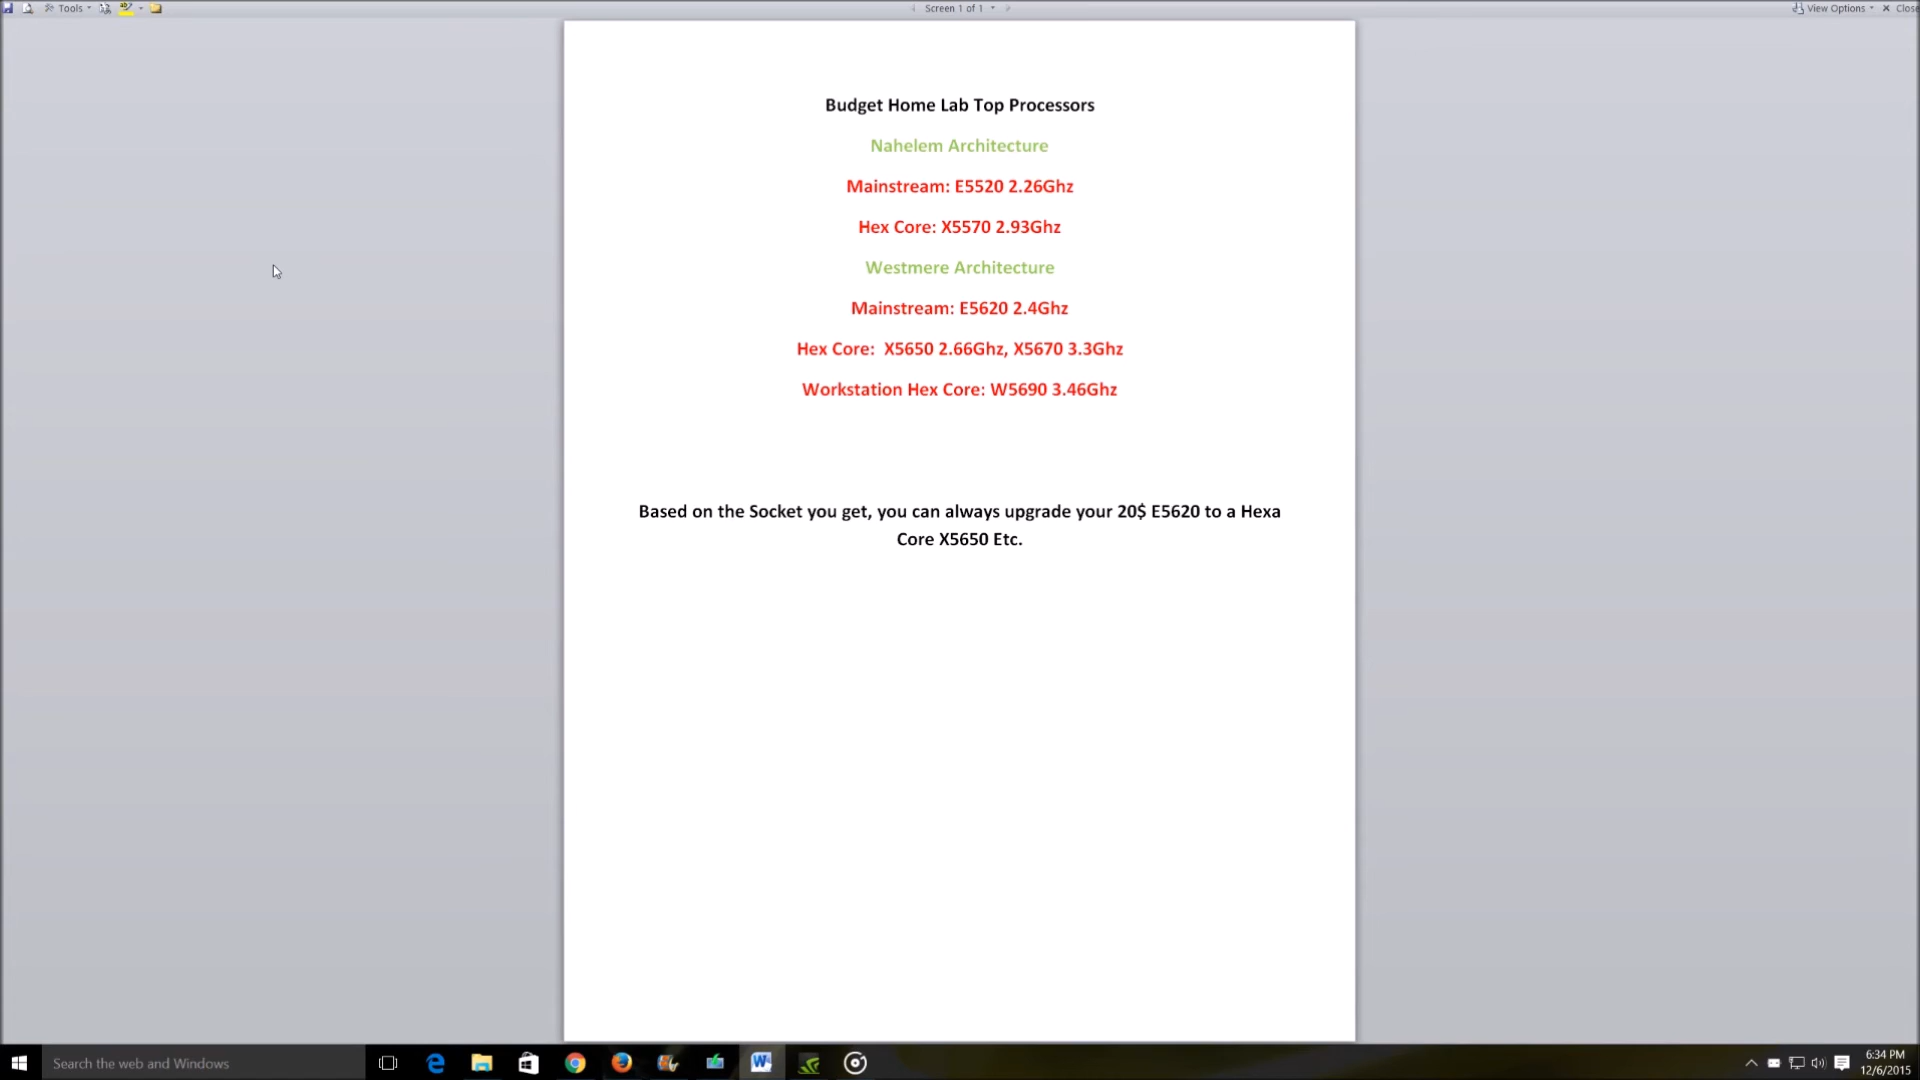 Tools
Screen 1 of 1
View Options
Close
Budget Home Lab Top Processors
Nahelem Architecture
Mainstream: E5520 2.26Ghz
Hex Core: X5570 2.93Ghz
Westmere Architecture
Mainstream: E5620 2.4Ghz
Hex Core:  X5650 2.66Ghz, X5670 3.3Ghz
Workstation Hex Core: W5690 3.46Ghz
Based on the Socket you get, you can always upgrade your 20$ E5620 to a Hexa
Core X5650 Etc.
Search the web and Windows
6:34 PM
12/6/2015